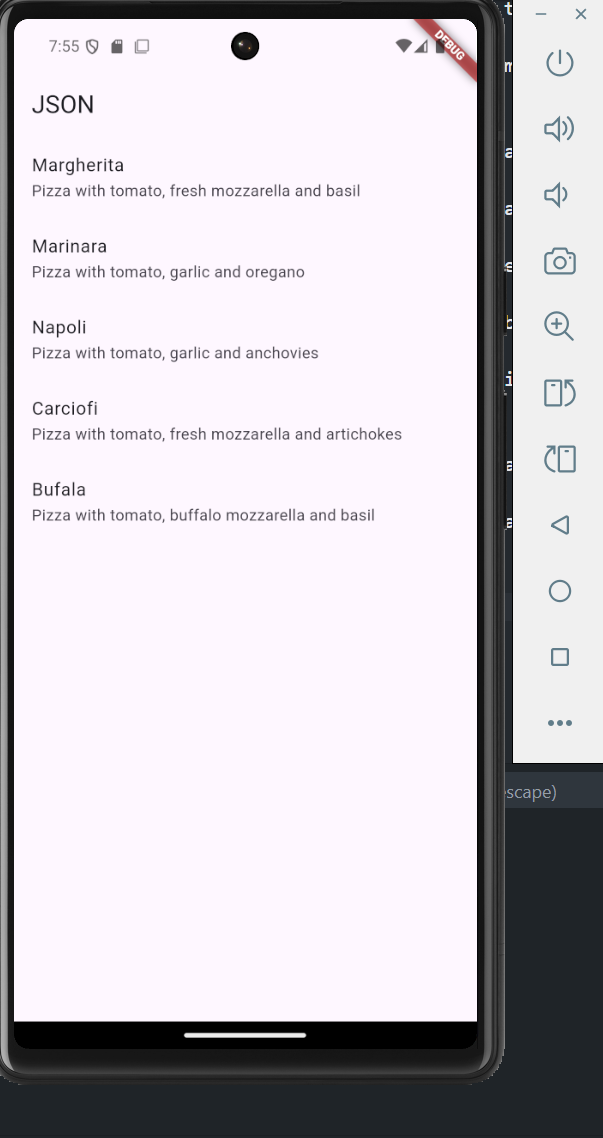 7:55
DEBUG
JSON
Margherita
Pizza with tomato, fresh mozzarella and basil
Marinara
Pizza with tomato, garlic and oregano
Napoli
Pizza with tomato, garlic and anchovies
Carciofi
Pizza with tomato, fresh mozzarella and artichokes
Bufala
Pizza with tomato, buffalo mozzarella and basil
scape)